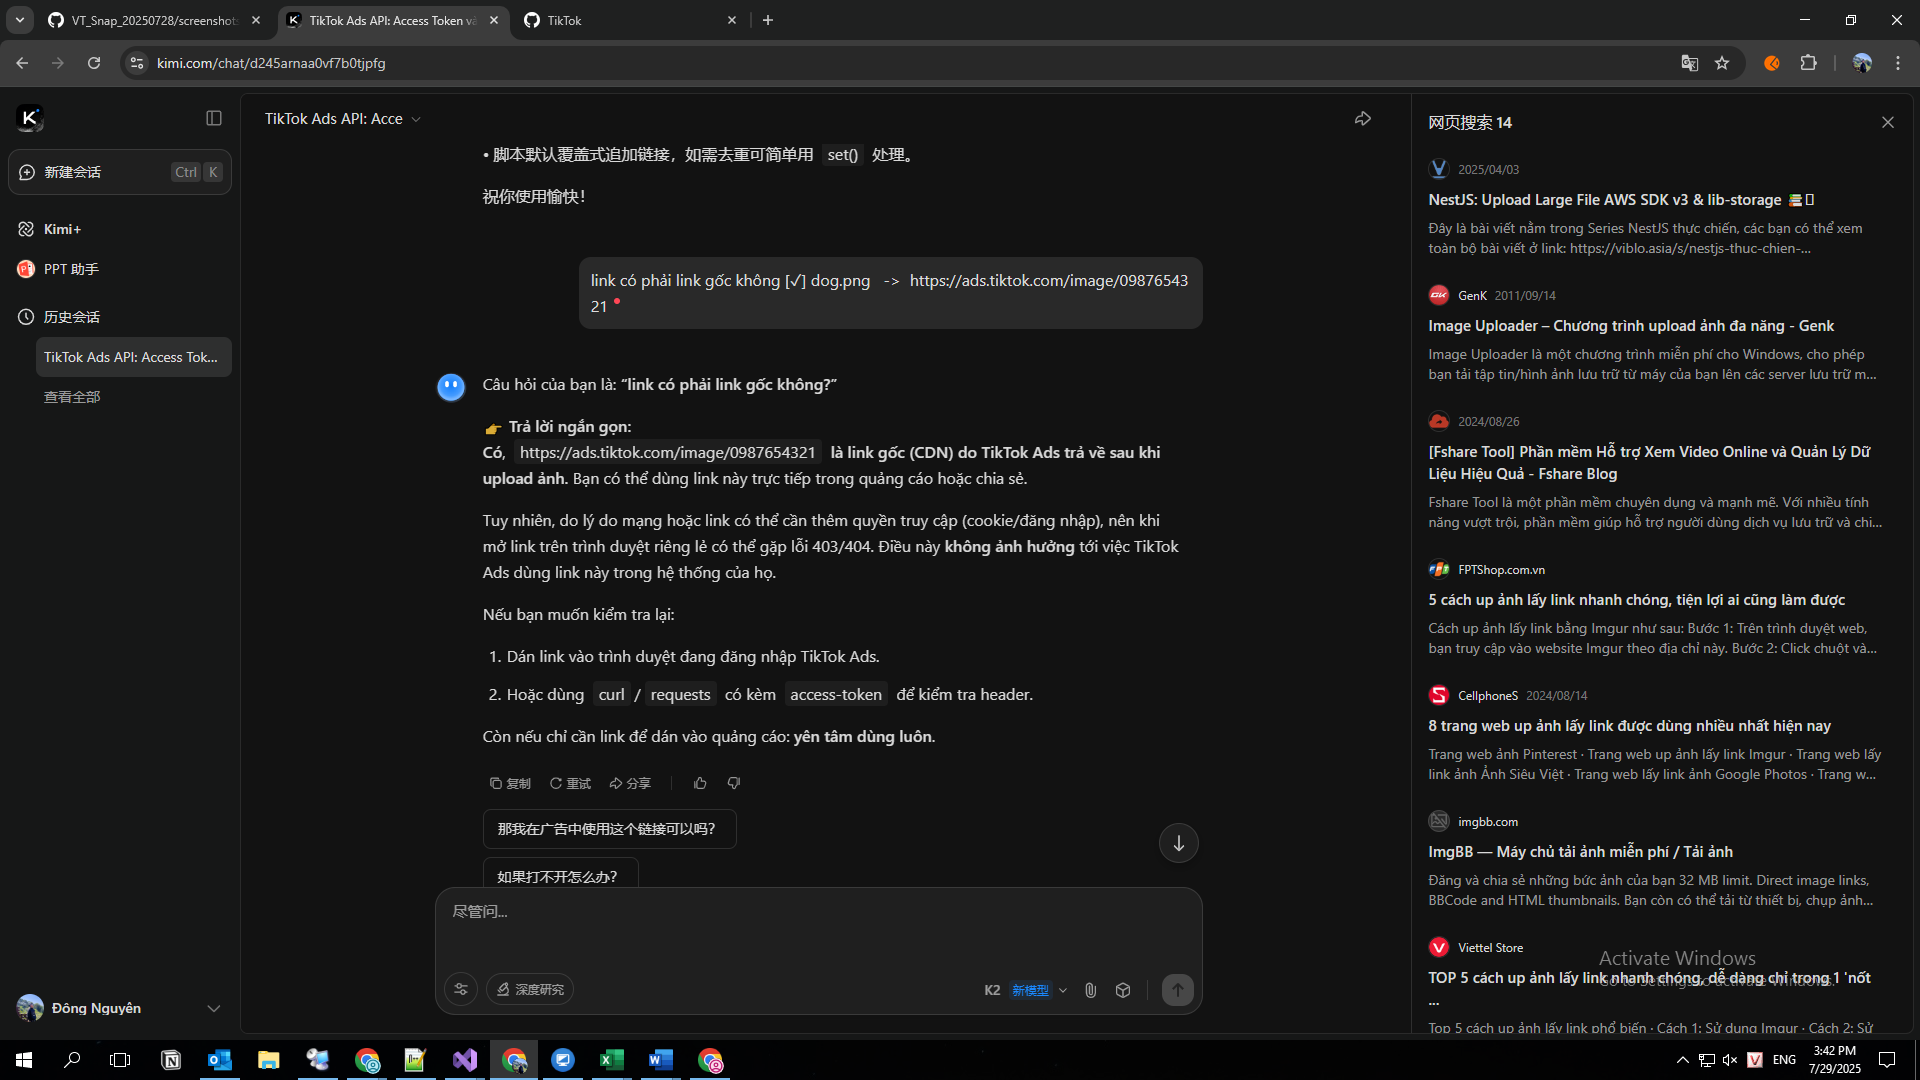 VT_Snap_20250728/screenshot
TikTok Ads API: Access Token và
TikTok
kimi.com/chat/d245arnaa0vf7b0tjpfg
新建会话
Ctrl K
Kimi+
PPT 助手
历史会话
TikTok Ads API: Access Tok...
查看全部
Đông Nguyên
TikTok Ads API: Acce
• 脚本默认覆盖式追加链接，如需去重可简单用 set() 处理。
祝你使用愉快！
link có phải link gốc không [✓] dog.png -> https://ads.tiktok.com/image/09876543
21
Câu hỏi của bạn là: “link có phải link gốc không?”
👉 Trả lời ngắn gọn:
Có, https://ads.tiktok.com/image/0987654321 là link gốc (CDN) do TikTok Ads trả về sau khi
upload ảnh. Bạn có thể dùng link này trực tiếp trong quảng cáo hoặc chia sẻ.
Tuy nhiên, do lý do mạng hoặc link có thể cần thêm quyền truy cập (cookie/đăng nhập), nên khi
mở link trên trình duyệt riêng lẻ có thể gặp lỗi 403/404. Điều này không ảnh hưởng tới việc TikTok
Ads dùng link này trong hệ thống của họ.
Nếu bạn muốn kiểm tra lại:
1. Dán link vào trình duyệt đang đăng nhập TikTok Ads.
2. Hoặc dùng curl / requests có kèm access-token để kiểm tra header.
Còn nếu chỉ cần link để dán vào quảng cáo: yên tâm dùng luôn.
复制 重试 分享
那我在广告中使用这个链接可以吗？
如果打不开怎么办？
尽管问...
深度研究
K2 新模型
网页搜索 14
2025/04/03
NestJS: Upload Large File AWS SDK v3 & lib-storage
Đây là bài viết nằm trong Series NestJS thực chiến, các bạn có thể xem
toàn bộ bài viết ở link: https://viblo.asia/s/nestjs-thuc-chien-...
GenK 2011/09/14
Image Uploader – Chương trình upload ảnh đa năng - Genk
Image Uploader là một chương trình miễn phí cho Windows, cho phép
bạn tải tập tin/hình ảnh lưu trữ từ máy của bạn lên các server lưu trữ m...
2024/08/26
[Fshare Tool] Phần mềm Hỗ trợ Xem Video Online và Quản Lý Dữ
Liệu Hiệu Quả - Fshare Blog
Fshare Tool là một phần mềm chuyên dụng và mạnh mẽ. Với nhiều tính
năng vượt trội, phần mềm giúp hỗ trợ người dùng dịch vụ lưu trữ và chi...
FPTShop.com.vn
5 cách up ảnh lấy link nhanh chóng, tiện lợi ai cũng làm được
Cách up ảnh lấy link bằng Imgur như sau: Bước 1: Trên trình duyệt web,
bạn truy cập vào website Imgur theo địa chỉ này. Bước 2: Click chuột và...
CellphoneS 2024/08/14
8 trang web up ảnh lấy link được dùng nhiều nhất hiện nay
Trang web ảnh Pinterest · Trang web up ảnh lấy link Imgur · Trang web lấy
link ảnh Ảnh Siêu Việt · Trang web lấy link ảnh Google Photos · Trang w...
imgbb.com
ImgBB — Máy chủ tải ảnh miễn phí / Tải ảnh
Đăng và chia sẻ những bức ảnh của bạn 32 MB limit. Direct image links,
BBCode and HTML thumbnails. Bạn còn có thể tải từ thiết bị, chụp ảnh...
Viettel Store
Activate Windows
TOP 5 cách up ảnh lấy link nhanh chóng, dễ dàng chỉ trong 1 'nốt
Go to Settings to activate Windows.
...
Top 5 cách up ảnh lấy link phổ biến · Cách 1: Sử dụng Imgur · Cách 2: Sử
ENG
3:42 PM
7/29/2025